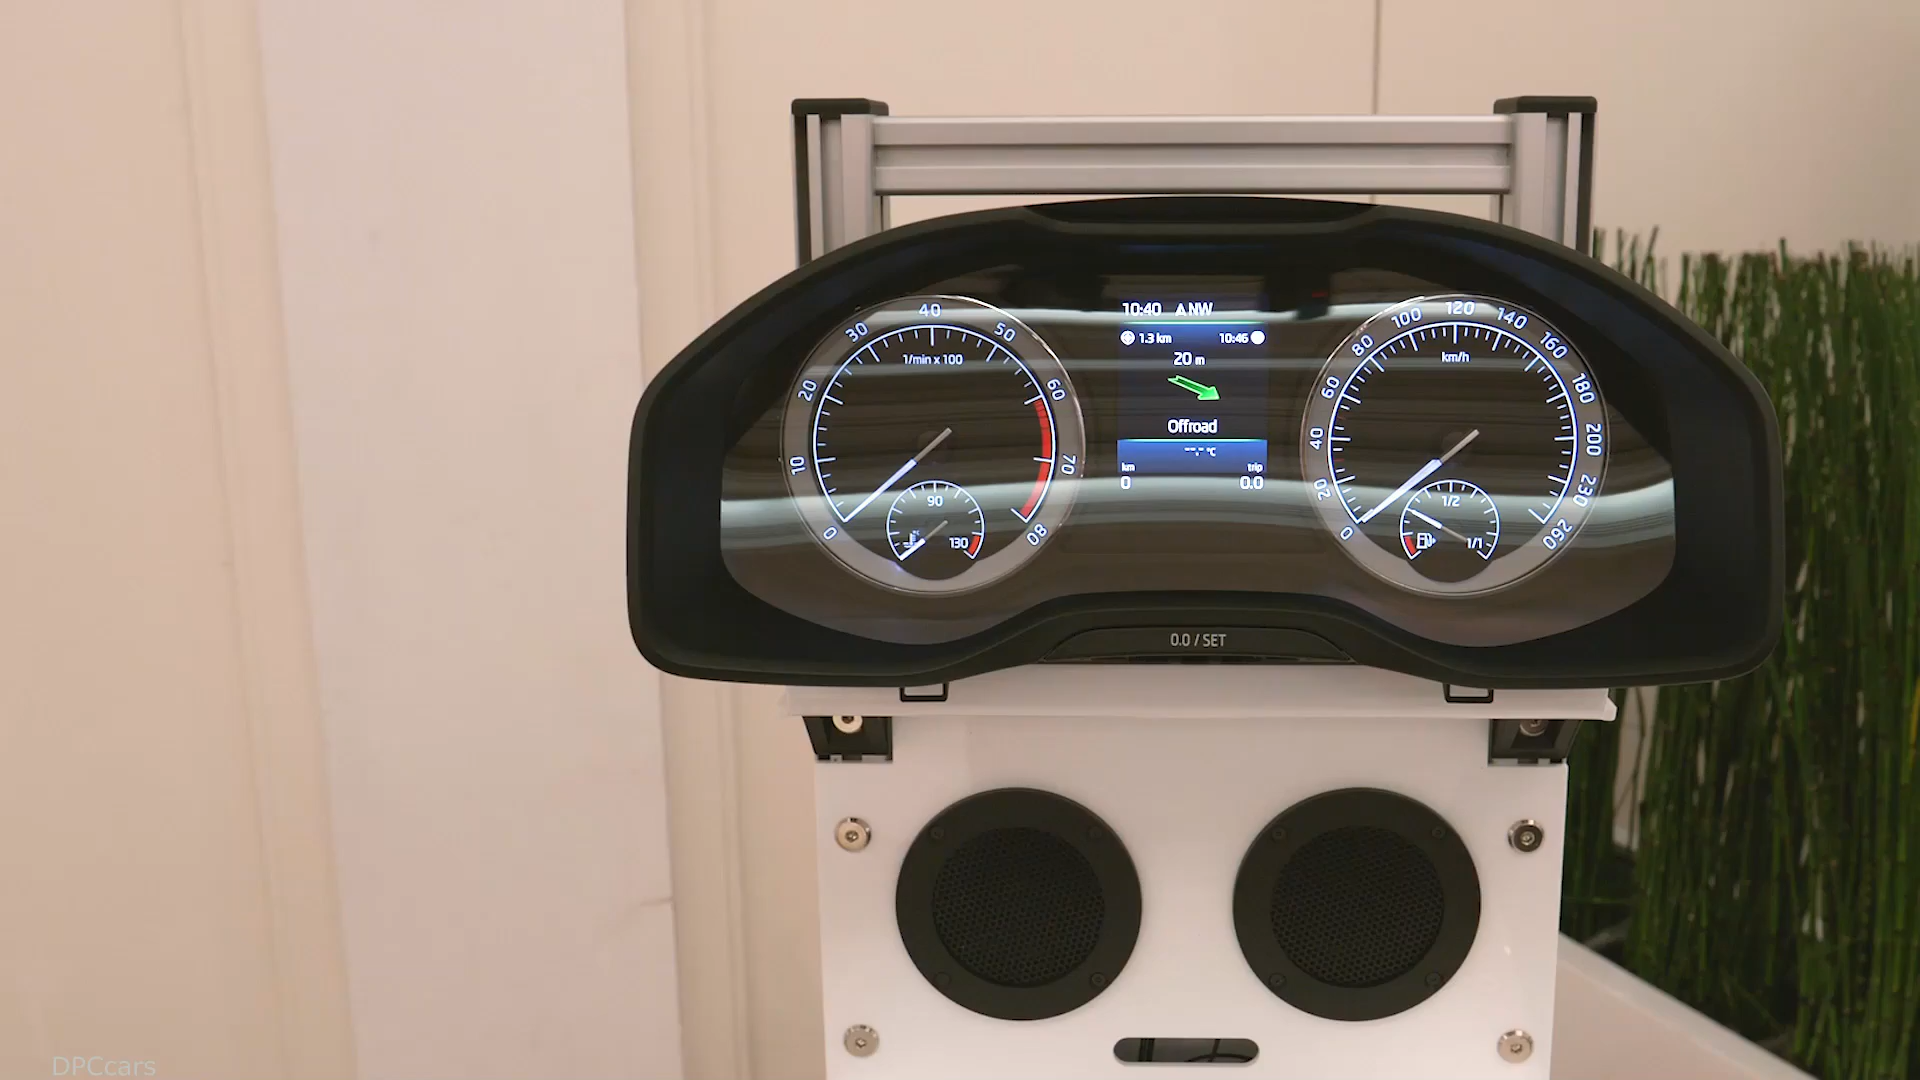 40
30
50
1/min x 100
20
60
10
70
90
130
0
80
10:40 NW
1.3 km 10:46
20 m
Offroad
--.- °C
km trip
0 0.0
120
100
140
80
160
km/h
60
180
40
200
20
230
1/2
1/1
0
260
0.0 / SET
DPCcars